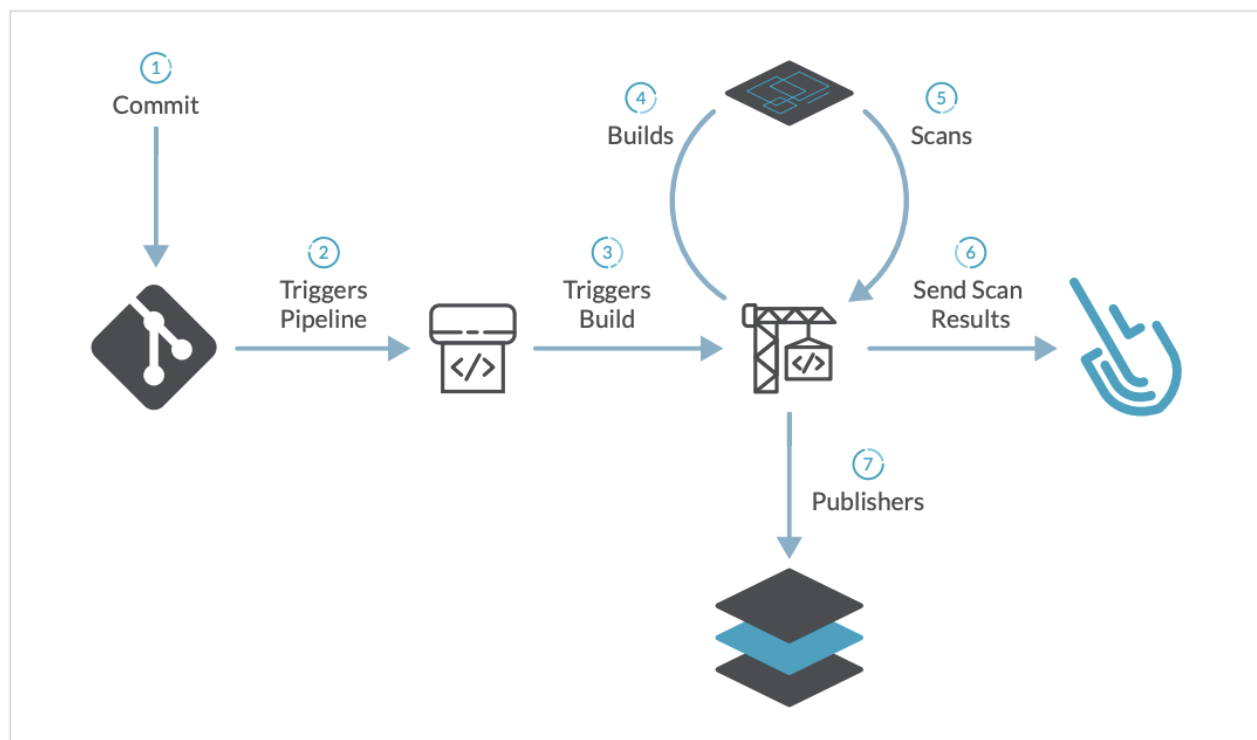 1
Commit
2
Triggers
Pipeline
3
Triggers
Build
4
Builds
5
Scans
6
Send Scan
Results
7
Publishers
</>
</>